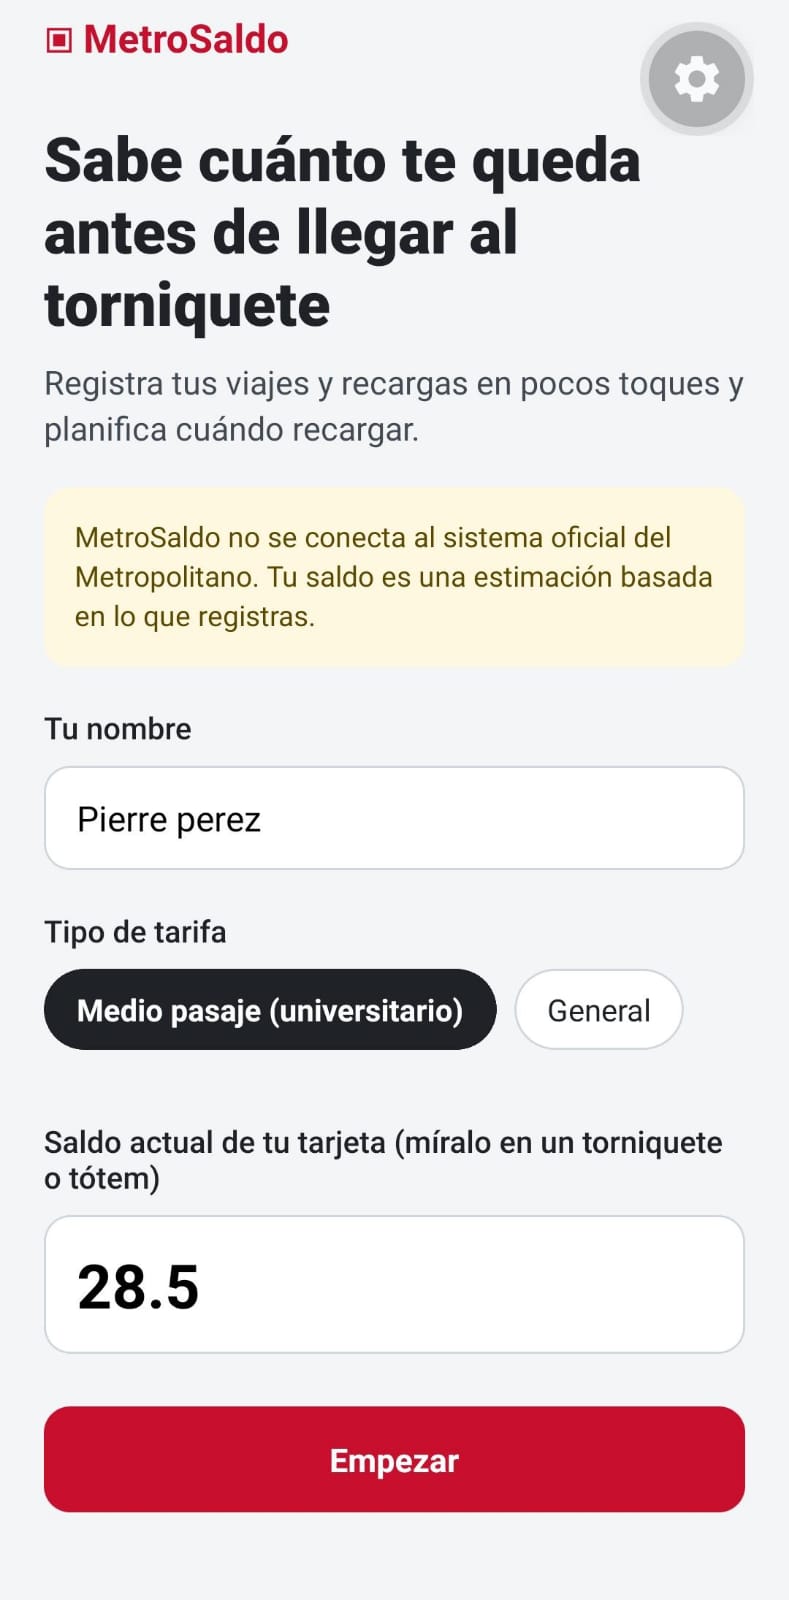 MetroSaldo
Sabe cuánto te queda
antes de llegar al
torniquete
Registra tus viajes y recargas en pocos toques y
planifica cuándo recargar.
MetroSaldo no se conecta al sistema oficial del
Metropolitano. Tu saldo es una estimación basada
en lo que registras.
Tu nombre
Pierre perez
Tipo de tarifa
Medio pasaje (universitario)
General
Saldo actual de tu tarjeta (míralo en un torniquete
o tótem)
28.5
Empezar